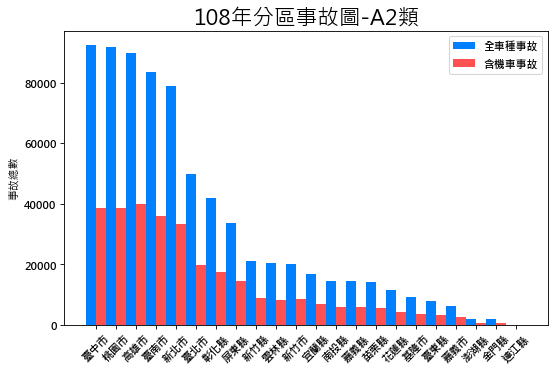 108年分區事故圖-A2類
全車種事故
含機車事故
事故總數
80000
60000
40000
20000
0
臺中市
桃園市
高雄市
臺南市
新北市
臺北市
彰化縣
屏東縣
新竹縣
雲林縣
新竹市
宜蘭縣
南投縣
嘉義縣
苗栗縣
花蓮縣
基隆市
臺東縣
嘉義市
澎湖縣
金門縣
連江縣